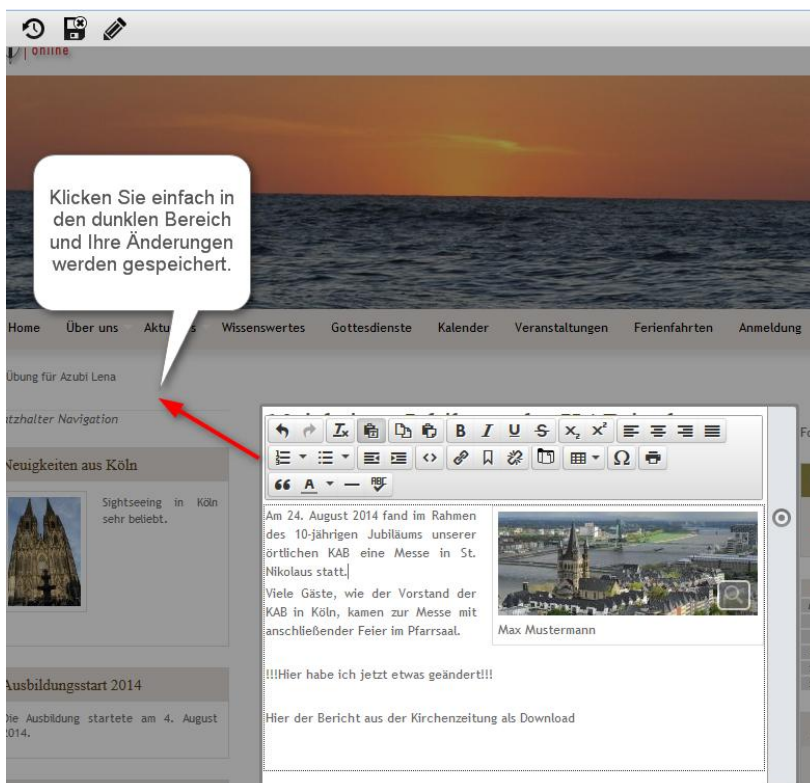 online
Klicken Sie einfach in
den dunklen Bereich
und Ihre Änderungen
werden gespeichert.
Home Über uns Wissenswertes Gottesdienste Kalender Veranstaltungen Ferienfahrten Anmeldung
Übung für Azubi Lena
atzhalter Navigation
Neuigkeiten aus Köln
Sightseeing in Köln
sehr beliebt.
Am 24. August 2014 fand im Rahmen
des 10-jährigen Jubiläums unserer
örtlichen KAB eine Messe in St.
Nikolaus statt.
Viele Gäste, wie der Vorstand der
KAB in Köln, kamen zur Messe mit
anschließender Feier im Pfarrsaal.
Max Mustermann
!!!Hier habe ich jetzt etwas geändert!!!
Hier der Bericht aus der Kirchenzeitung als Download
Ausbildungsstart 2014
Die Ausbildung startete am 4. August
2014.